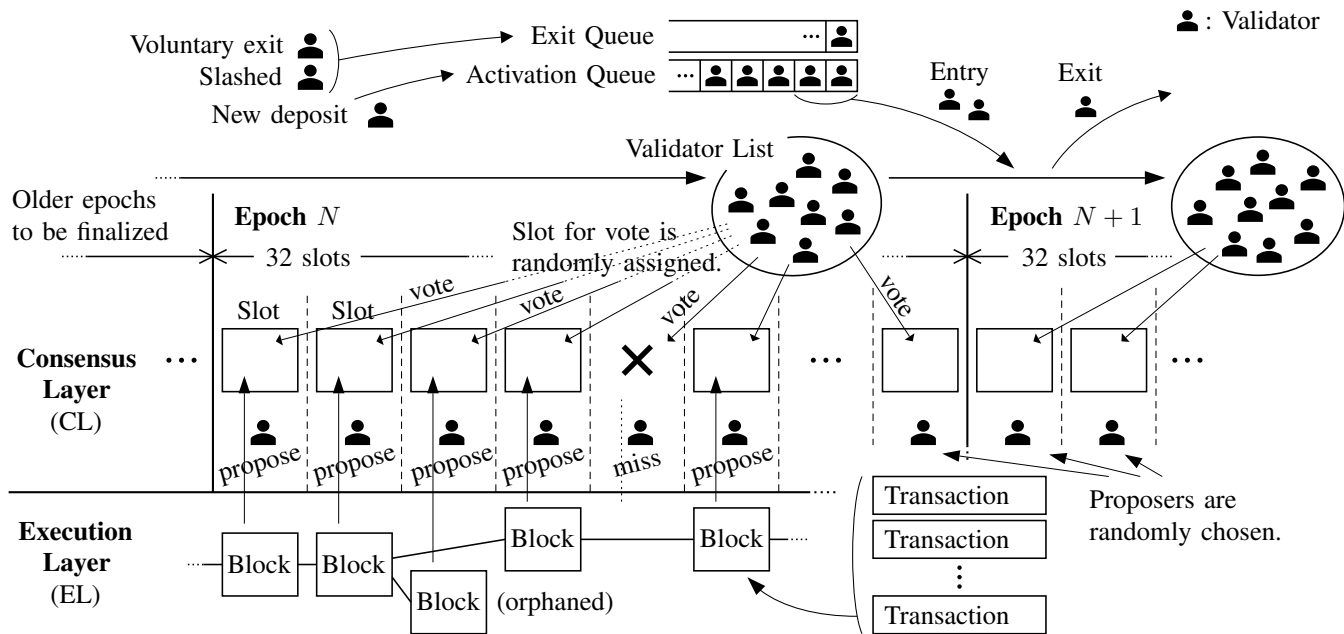 Voluntary exit
Slashed
New deposit
Exit Queue
...
Activation Queue
...
Entry
Exit
: Validator
Validator List
Older epochs
to be finalized
Epoch N
32 slots
Slot for vote is
randomly assigned.
Epoch N + 1
32 slots
vote
vote
vote
vote
Slot
Slot
Consensus
Layer
(CL)
...
...
...
propose
propose
propose
propose
miss
propose
Execution
Layer
(EL)
Block
Block
Block
(orphaned)
Block
Block
Transaction
Transaction
Transaction
Proposers are
randomly chosen.